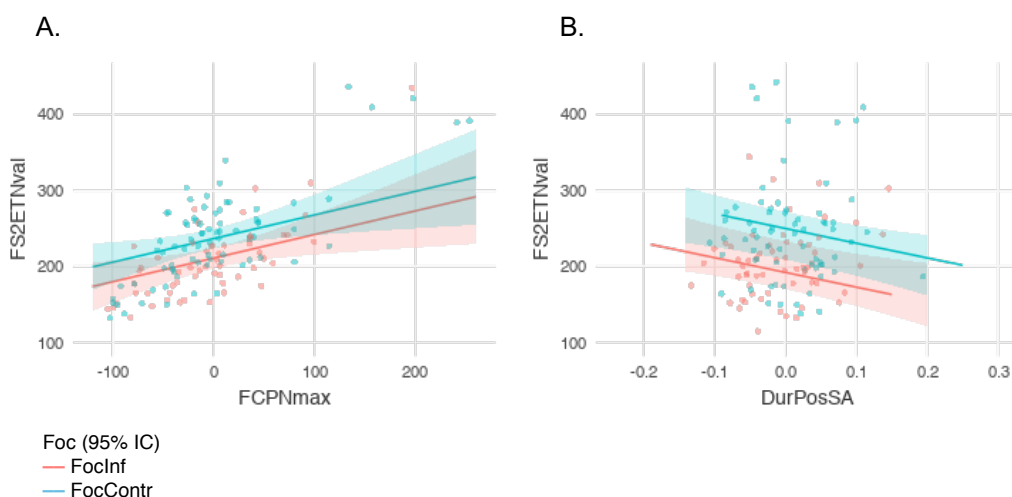 A.
B.
FS2ETNval
400
300
200
100
-100
0
100
200
FCPNmax
FS2ETNval
400
300
200
100
-0.2
-0.1
0.0
0.1
0.2
0.3
DurPosSA
Foc (95% IC)
FocInf
FocContr